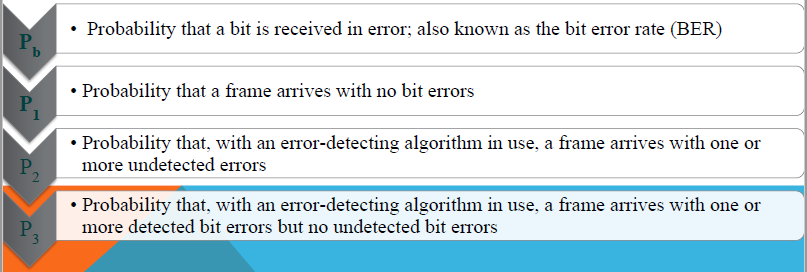 P_b
• Probability that a bit is received in error; also known as the bit error rate (BER)
P_1
• Probability that a frame arrives with no bit errors
P_2
• Probability that, with an error-detecting algorithm in use, a frame arrives with one or
more undetected errors
P_3
• Probability that, with an error-detecting algorithm in use, a frame arrives with one or
more detected bit errors but no undetected bit errors